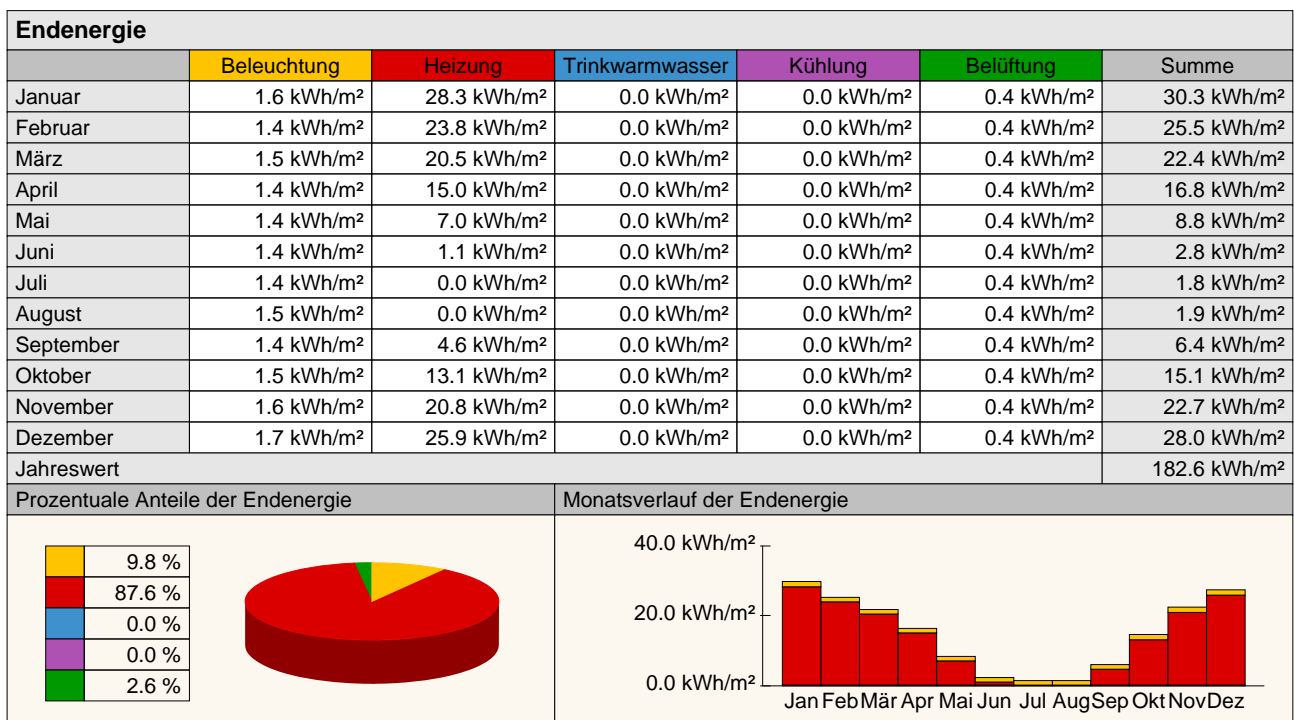 Endenergie
Beleuchtung Heizung Trinkwarmwasser Kühlung Belüftung Summe
Januar 1.6 kWh/m² 28.3 kWh/m² 0.0 kWh/m² 0.0 kWh/m² 0.4 kWh/m² 30.3 kWh/m²
Februar 1.4 kWh/m² 23.8 kWh/m² 0.0 kWh/m² 0.0 kWh/m² 0.4 kWh/m² 25.5 kWh/m²
März 1.5 kWh/m² 20.5 kWh/m² 0.0 kWh/m² 0.0 kWh/m² 0.4 kWh/m² 22.4 kWh/m²
April 1.4 kWh/m² 15.0 kWh/m² 0.0 kWh/m² 0.0 kWh/m² 0.4 kWh/m² 16.8 kWh/m²
Mai 1.4 kWh/m² 7.0 kWh/m² 0.0 kWh/m² 0.0 kWh/m² 0.4 kWh/m² 8.8 kWh/m²
Juni 1.4 kWh/m² 1.1 kWh/m² 0.0 kWh/m² 0.0 kWh/m² 0.4 kWh/m² 2.8 kWh/m²
Juli 1.4 kWh/m² 0.0 kWh/m² 0.0 kWh/m² 0.0 kWh/m² 0.4 kWh/m² 1.8 kWh/m²
August 1.5 kWh/m² 0.0 kWh/m² 0.0 kWh/m² 0.0 kWh/m² 0.4 kWh/m² 1.9 kWh/m²
September 1.4 kWh/m² 4.6 kWh/m² 0.0 kWh/m² 0.0 kWh/m² 0.4 kWh/m² 6.4 kWh/m²
Oktober 1.5 kWh/m² 13.1 kWh/m² 0.0 kWh/m² 0.0 kWh/m² 0.4 kWh/m² 15.1 kWh/m²
November 1.6 kWh/m² 20.8 kWh/m² 0.0 kWh/m² 0.0 kWh/m² 0.4 kWh/m² 22.7 kWh/m²
Dezember 1.7 kWh/m² 25.9 kWh/m² 0.0 kWh/m² 0.0 kWh/m² 0.4 kWh/m² 28.0 kWh/m²
Jahreswert 182.6 kWh/m²
Prozentuale Anteile der Endenergie Monatsverlauf der Endenergie
9.8 %
87.6 %
0.0 %
0.0 %
2.6 %
40.0 kWh/m²
20.0 kWh/m²
0.0 kWh/m²
Jan Feb Mär Apr Mai Jun Jul Aug Sep Okt Nov Dez